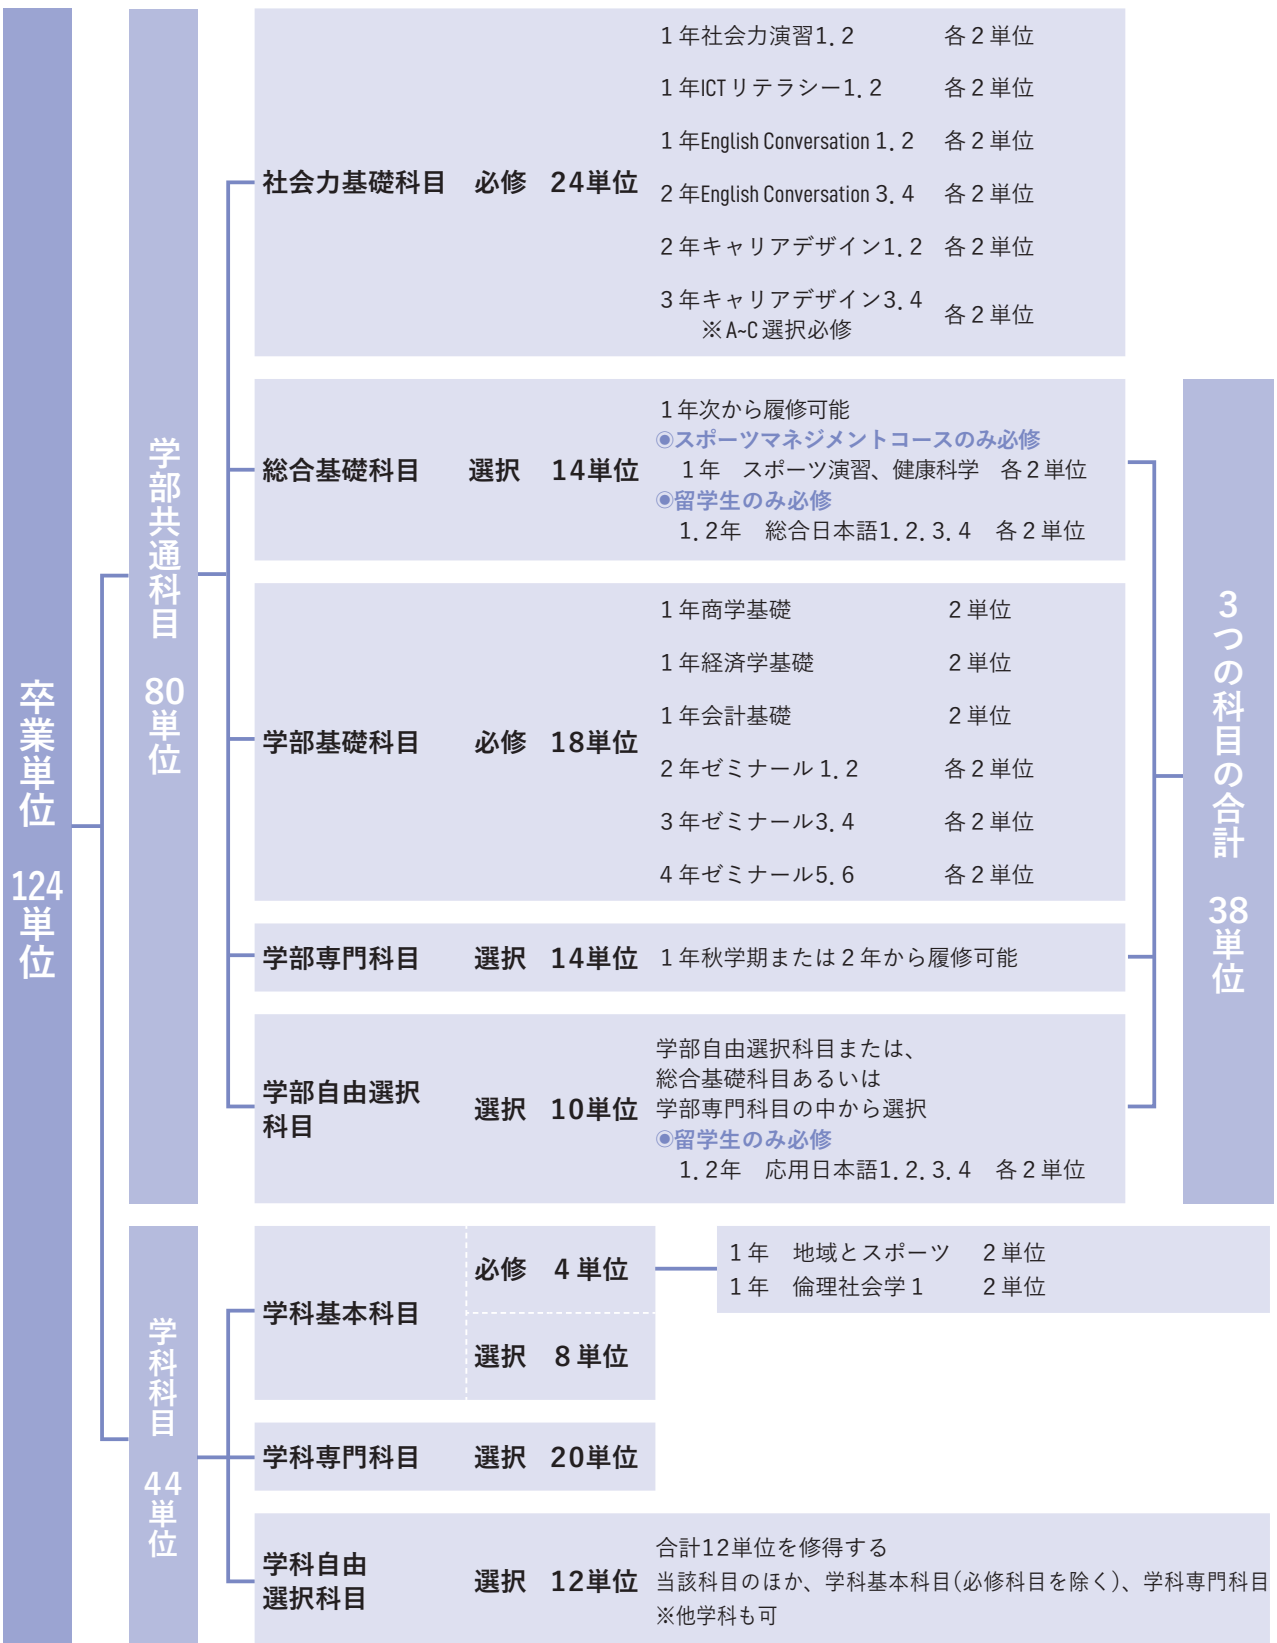 卒業単位 124単位
学部共通科目 80単位
社会力基礎科目 必修 24単位
1年社会力演習1．2 各2単位
1年ICTリテラシー1．2 各2単位
1年English Conversation 1．2 各2単位
2年English Conversation 3．4 各2単位
2年キャリアデザイン1．2 各2単位
3年キャリアデザイン3．4 各2単位
※A~C選択必修
総合基礎科目 選択 14単位
1年次から履修可能
◉スポーツマネジメントコースのみ必修
1年 スポーツ演習、健康科学 各2単位
◉留学生のみ必修
1．2年 総合日本語1．2．3．4 各2単位
学部基礎科目 必修 18単位
1年商学基礎 2単位
1年経済学基礎 2単位
1年会計基礎 2単位
2年ゼミナール1．2 各2単位
3年ゼミナール3．4 各2単位
4年ゼミナール5．6 各2単位
学部専門科目 選択 14単位 1年秋学期または2年から履修可能
学部自由選択
科目
選択 10単位
学部自由選択科目または、
総合基礎科目あるいは
学部専門科目の中から選択
◉留学生のみ必修
1．2年 応用日本語1．2．3．4 各2単位
3つの科目の合計 38単位
学科科目 44単位
学科基本科目
必修 4単位
1年 地域とスポーツ 2単位
1年 倫理社会学1 2単位
選択 8単位
学科専門科目 選択 20単位
学科自由
選択科目
選択 12単位
合計12単位を修得する
当該科目のほか、学科基本科目(必修科目を除く)、学科専門科目
※他学科も可